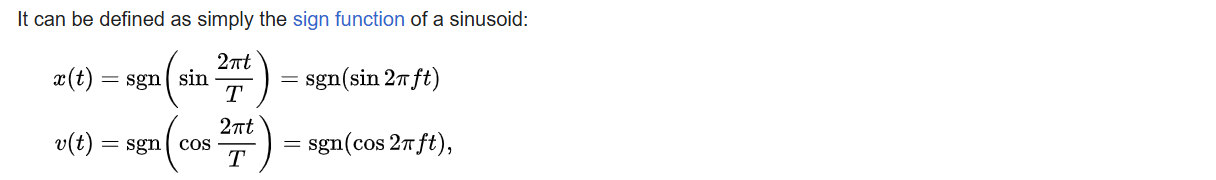 It can be defined as simply the sign function of a sinusoid:
x(t) = sgn(sin 2πt/T) = sgn(sin 2πft)
v(t) = sgn(cos 2πt/T) = sgn(cos 2πft),